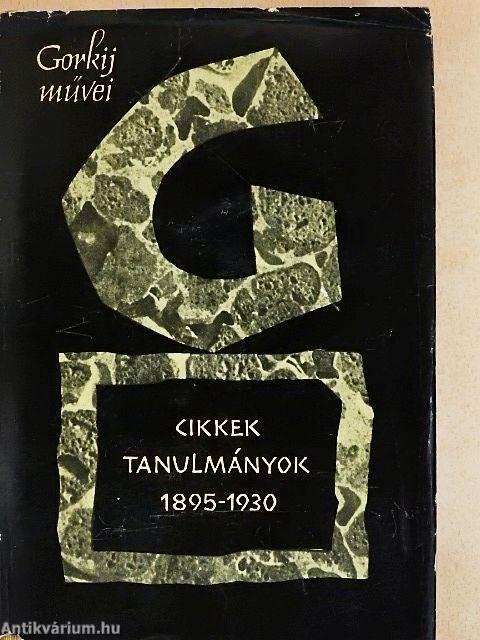 Gorkij
művei
G
CIKKEK
TANULMÁNYOK
1895-1930
Antikvárium.hu